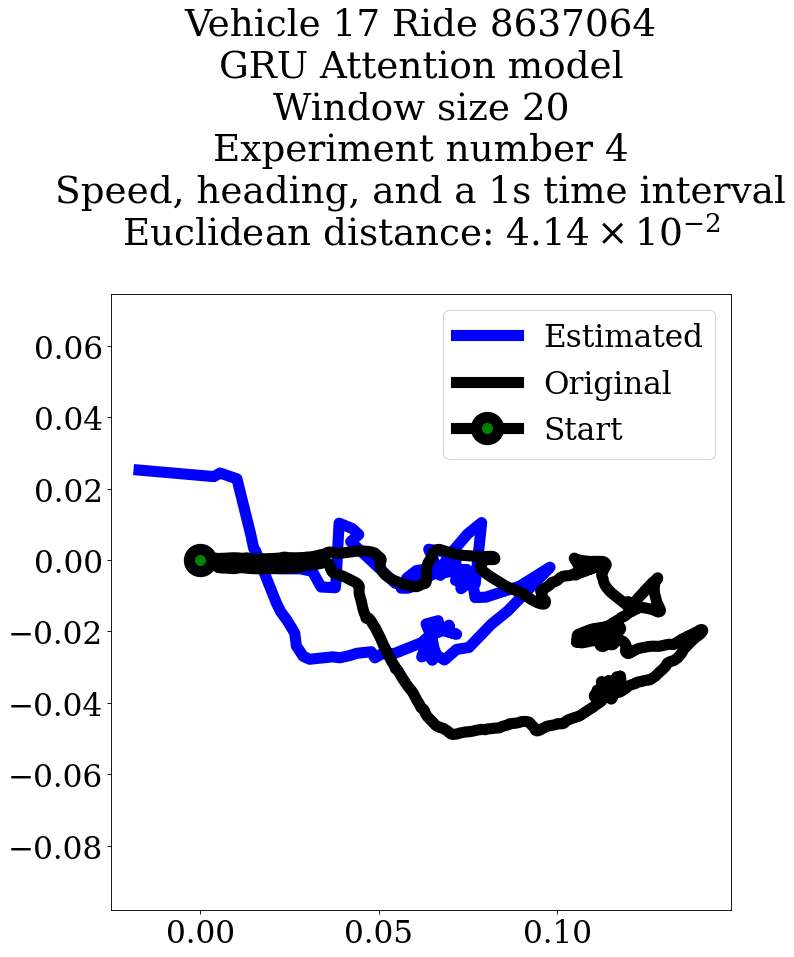 Vehicle 17 Ride 8637064
GRU Attention model
Window size 20
Experiment number 4
Speed, heading, and a 1s time interval
Euclidean distance: 4.14 × 10⁻²
Estimated
Original
Start
0.06
0.04
0.02
0.00
−0.02
−0.04
−0.06
−0.08
0.00 0.05 0.10